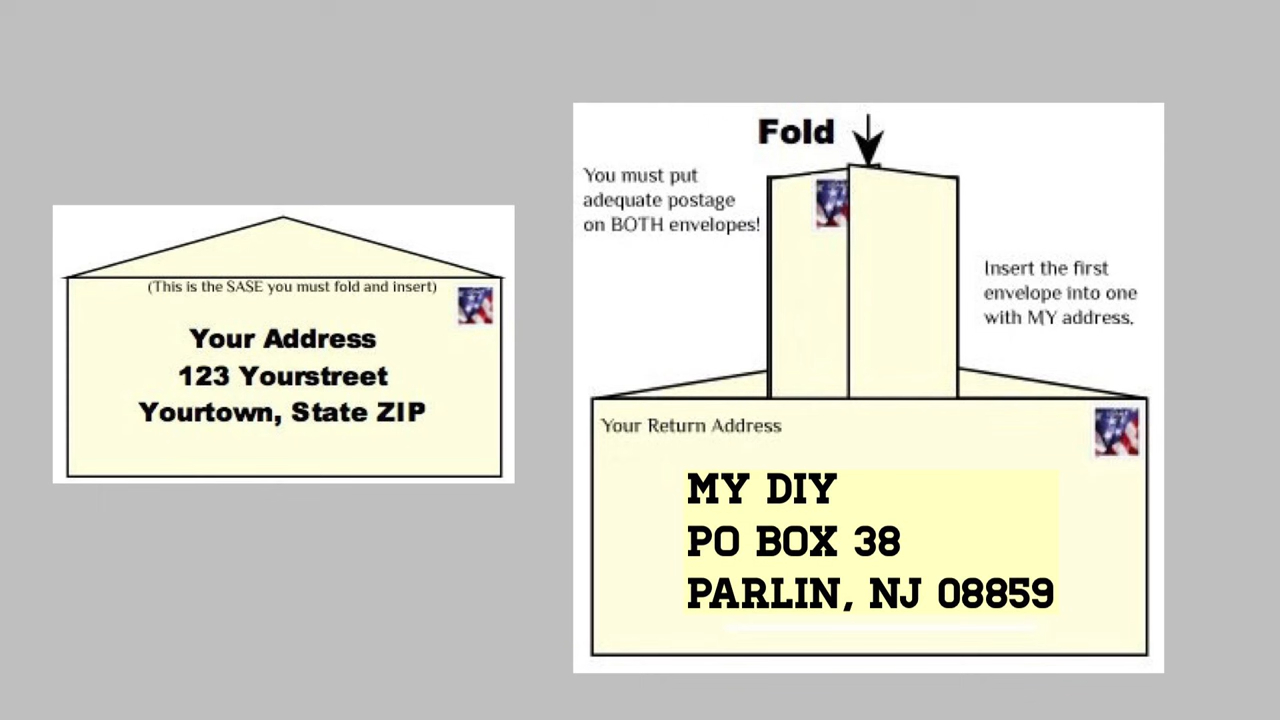 (This is the SASE you must fold and insert)
Your Address
123 Yourstreet
Yourtown, State ZIP
Fold
You must put
adequate postage
on BOTH envelopes!
Insert the first
envelope into one
with MY address.
Your Return Address
MY DIY
PO BOX 38
PARLIN, NJ 08859